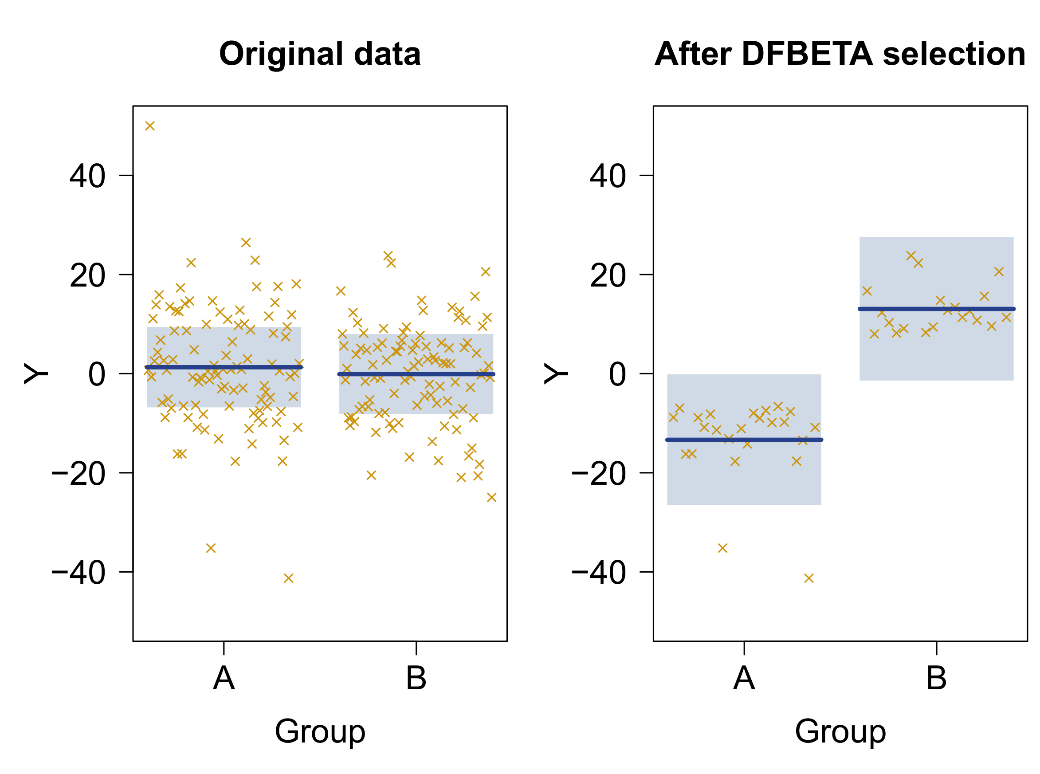 Original data
After DFBETA selection
Y
40
20
0
−20
−40
A B
Group
Y
40
20
0
−20
−40
A B
Group